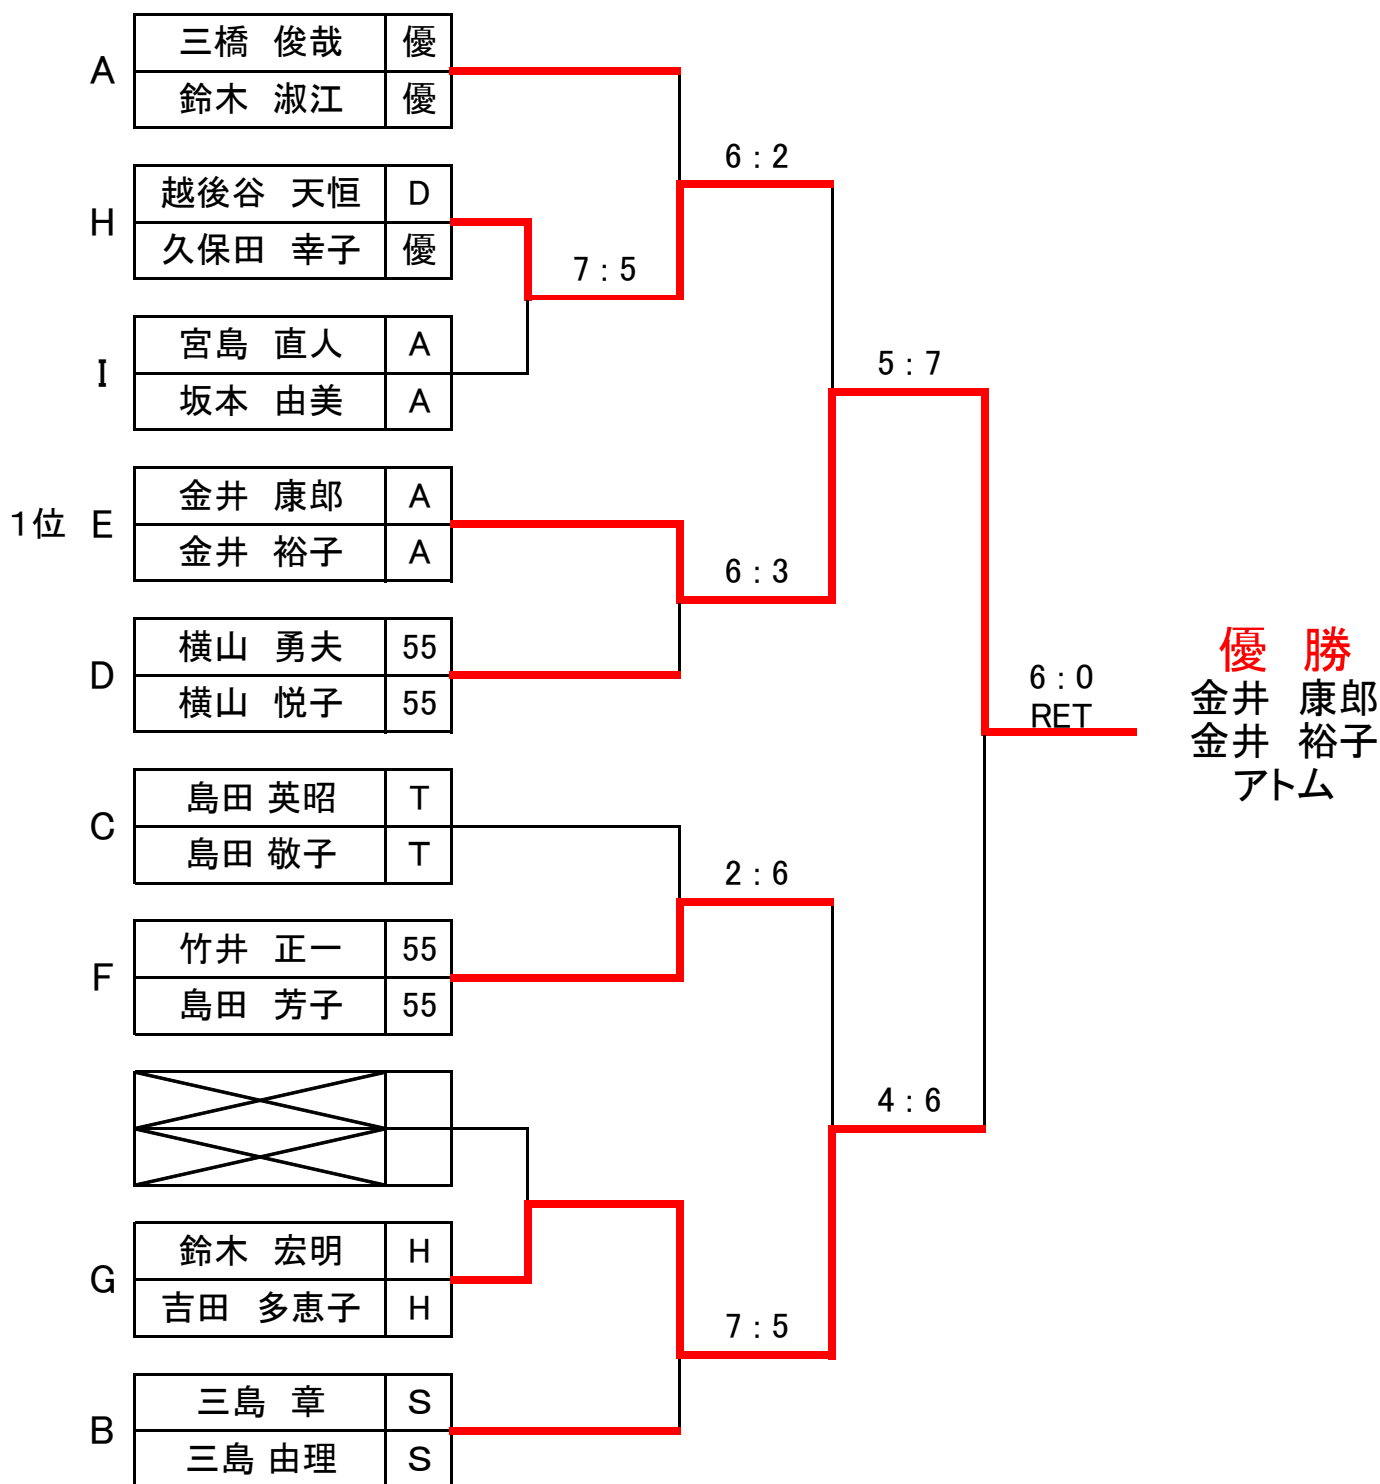 A
三橋 俊哉 優
鈴木 淑江 優
6 : 2
H
越後谷 天恒 D
久保田 幸子 優
7 : 5
I
宮島 直人 A
坂本 由美 A
5 : 7
1位 E
金井 康郎 A
金井 裕子 A
6 : 3
D
横山 勇夫 55
横山 悦子 55
6 : 0
RET
優 勝
金井 康郎
金井 裕子
アトム
C
島田 英昭 T
島田 敬子 T
2 : 6
F
竹井 正一 55
島田 芳子 55
4 : 6
G
鈴木 宏明 H
吉田 多恵子 H
7 : 5
B
三島 章 S
三島 由理 S